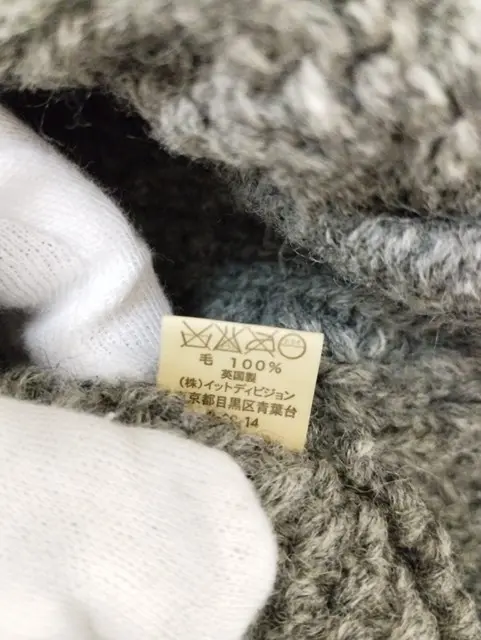 毛 100%
英国製
(株)イットディビジョン
京都目黒区青葉台
14